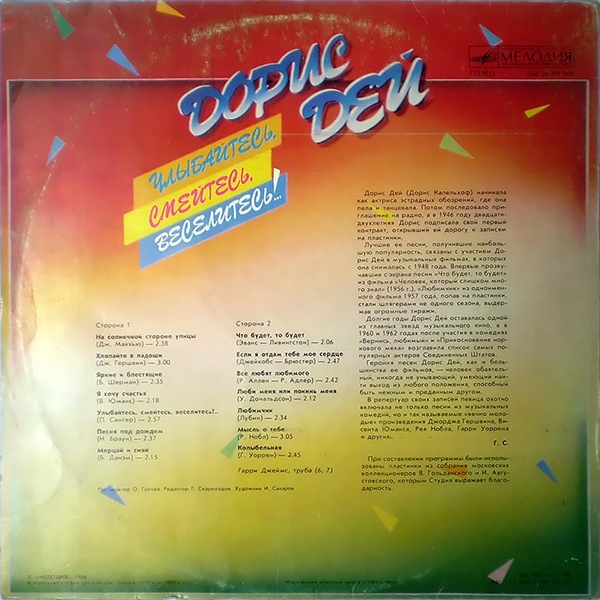 МЕЛОДИЯ
ДОРИС
ДЕЙ
УЛЫБАЙТЕСЬ,
СМЕЙТЕСЬ,
ВЕСЕЛИТЕСЬ!..
Сторона 1
На солнечной стороне улицы
(Дж. Макхью) — 2.38
Хлопайте в ладоши
(Дж. Гершвин) — 3.00
Яркие и блестящие
(Б. Шерман) — 2.35
Я хочу счастья
(В. Юманс) — 2.18
Улыбайтесь, смейтесь, веселитесь!..
(П. Сингер) — 2.57
Песня под дождем
(Н. Браун) — 2.37
Мерцай и сияй
(Б. Данэм) — 2.15
Сторона 2
Что будет, то будет
(Эванс — Ливингстон) — 2.06
Если я отдам тебе мое сердце
(Джейкобс — Брюстер) — 2.47
Все любят любимого
(Р. Аллен — Р. Адлер) — 2.42
Люби меня или покинь меня
(У. Дональдсон) — 2.12
Любимчик
(Лубин) — 2.34
Мысль о тебе
(Р. Нобл) — 3.05
Колыбельная
(Г. Уоррен) — 2.45
Гарри Джеймс, труба (6, 7)
Реставратор О. Гурова. Редактор Г. Скороходов. Художник И. Сахаров
Дорис Дей (Дорис Капельхоф) начинала
как актриса эстрадных обозрений, где она
пела и танцевала. Потом последовало при-
глашение на радио, а в 1946 году двадцати-
двухлетняя Дорис подписала свой первый
контракт, открывший ей дорогу к записям
на пластинки.
Лучшие ее песни, получившие наиболь-
шую популярность, связаны с участием До-
рис Дей в музыкальных фильмах, в которых
она снималась с 1948 года. Впервые прозву-
чавшие с экрана песни «Что будет, то будет»
из фильма «Человек, который слишком мно-
го знал» (1956 г.), «Любимчик» из одноимен-
ного фильма 1957 года, попав на пластинки,
стали шлягерами не одного сезона, выдер-
жав огромные тиражи.
Долгие годы Дорис Дей оставалась одной
из главных звезд музыкального кино, а в
1960 и 1962 годах после участия в комедиях
«Вернись, любимый» и «Прикосновение нор-
кового меха» возглавила список самых по-
пулярных актеров Соединенных Штатов.
Героиня песен Дорис Дей, как и боль-
шинства ее фильмов, — человек обаятель-
ный, никогда не унывающий, умеющий най-
ти выход из любого положения, способный
быть нежным и преданным другом.
В репертуар своих записей певица охотно
включала не только песни из музыкальных
комедий, но и так называемые «вечно моло-
дые» произведения Джорджа Гершвина, Ви-
сента Юманса, Рея Нобла, Гарри Уоррена
и других.
Г. С.
При составлении программы были исполь-
зованы пластинки из собрания московских
коллекционеров В. Гольданского и И. Авгу-
стовского, которым Студия выражает благо-
дарность.
© «МЕЛОДИЯ», 1986